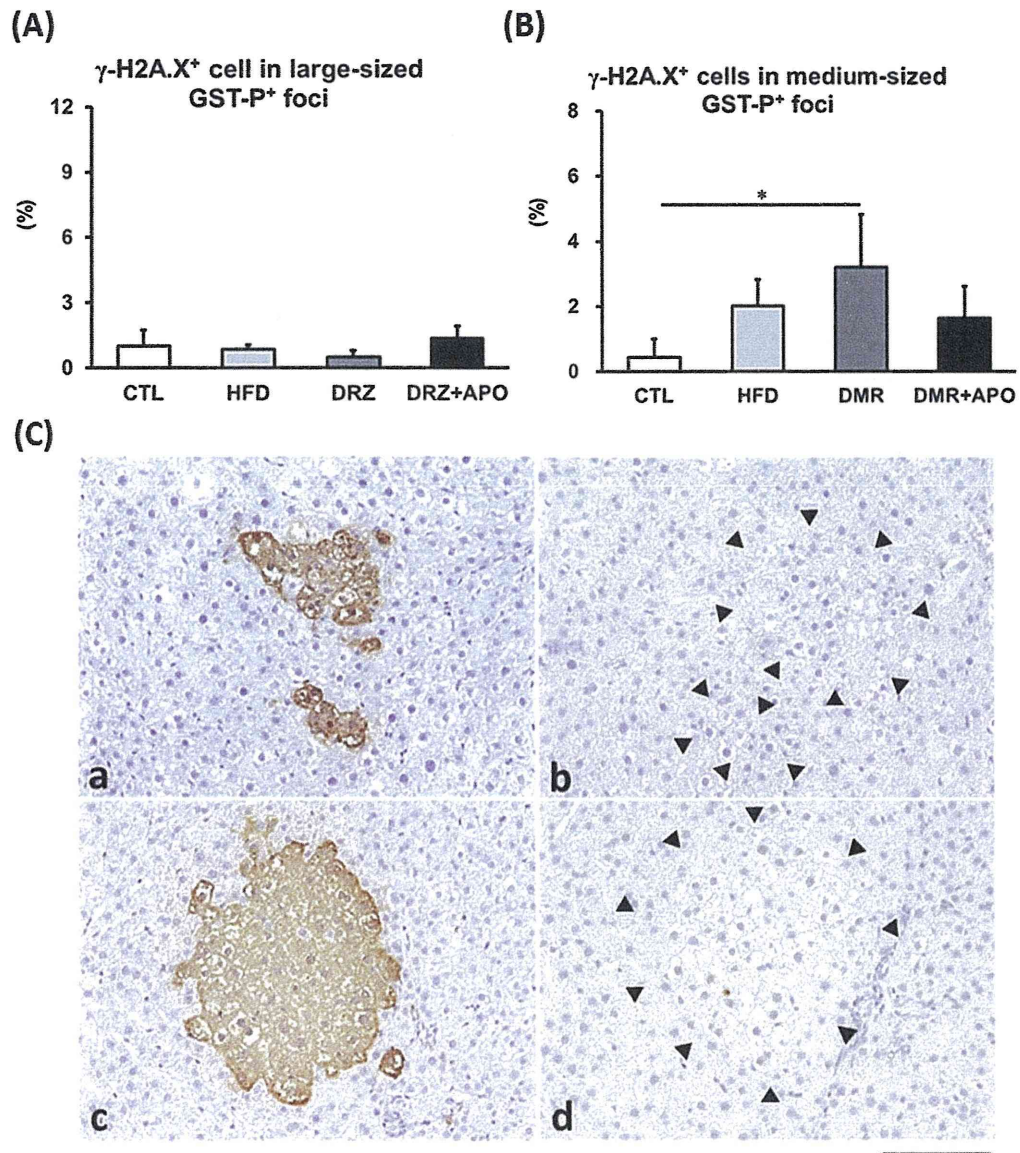 (A)
γ-H2A.X+ cell in large-sized
GST-P+ foci
12
9
6
3
0
(%)
CTL HFD DRZ DRZ+APO
(B)
γ-H2A.X+ cells in medium-sized
GST-P+ foci
8
6
4
2
0
(%)
*
CTL HFD DMR DMR+APO
(C)
a
b
c
d